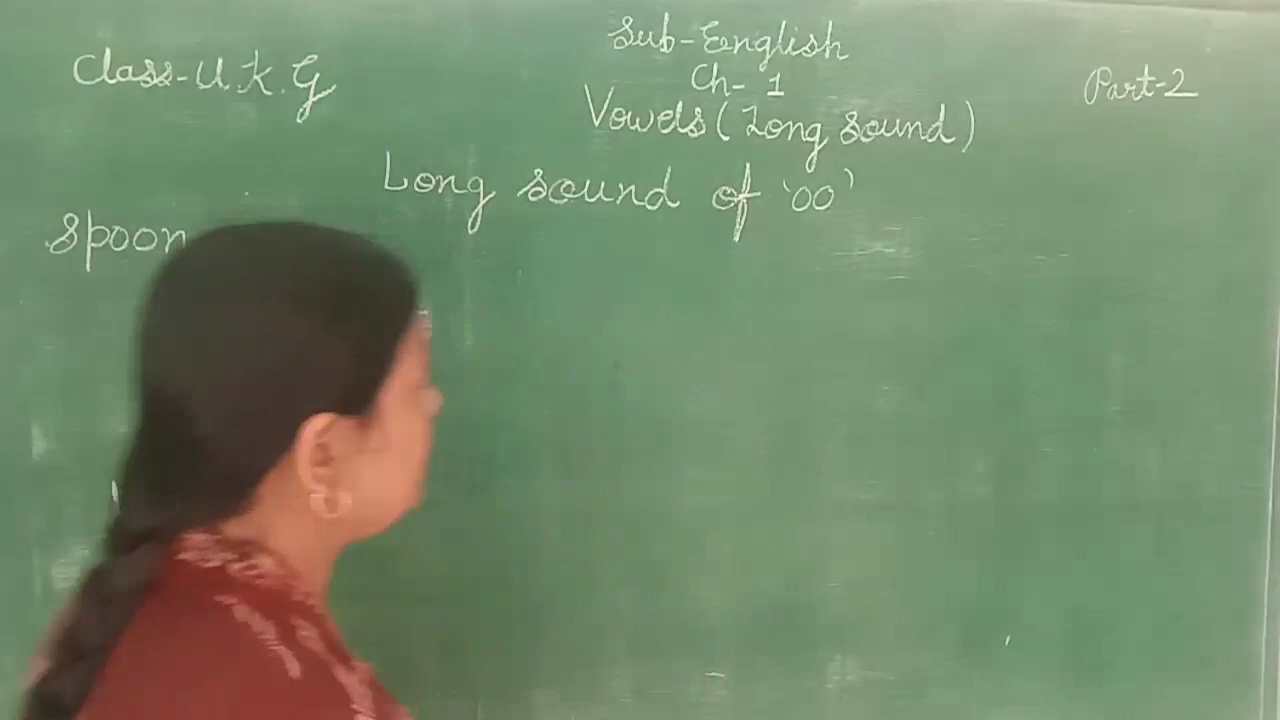 Sub-English
Class-U.K.G
Ch- 1
Part-2
Vowels (Long sound)
Long sound of 'oo'
Spoon